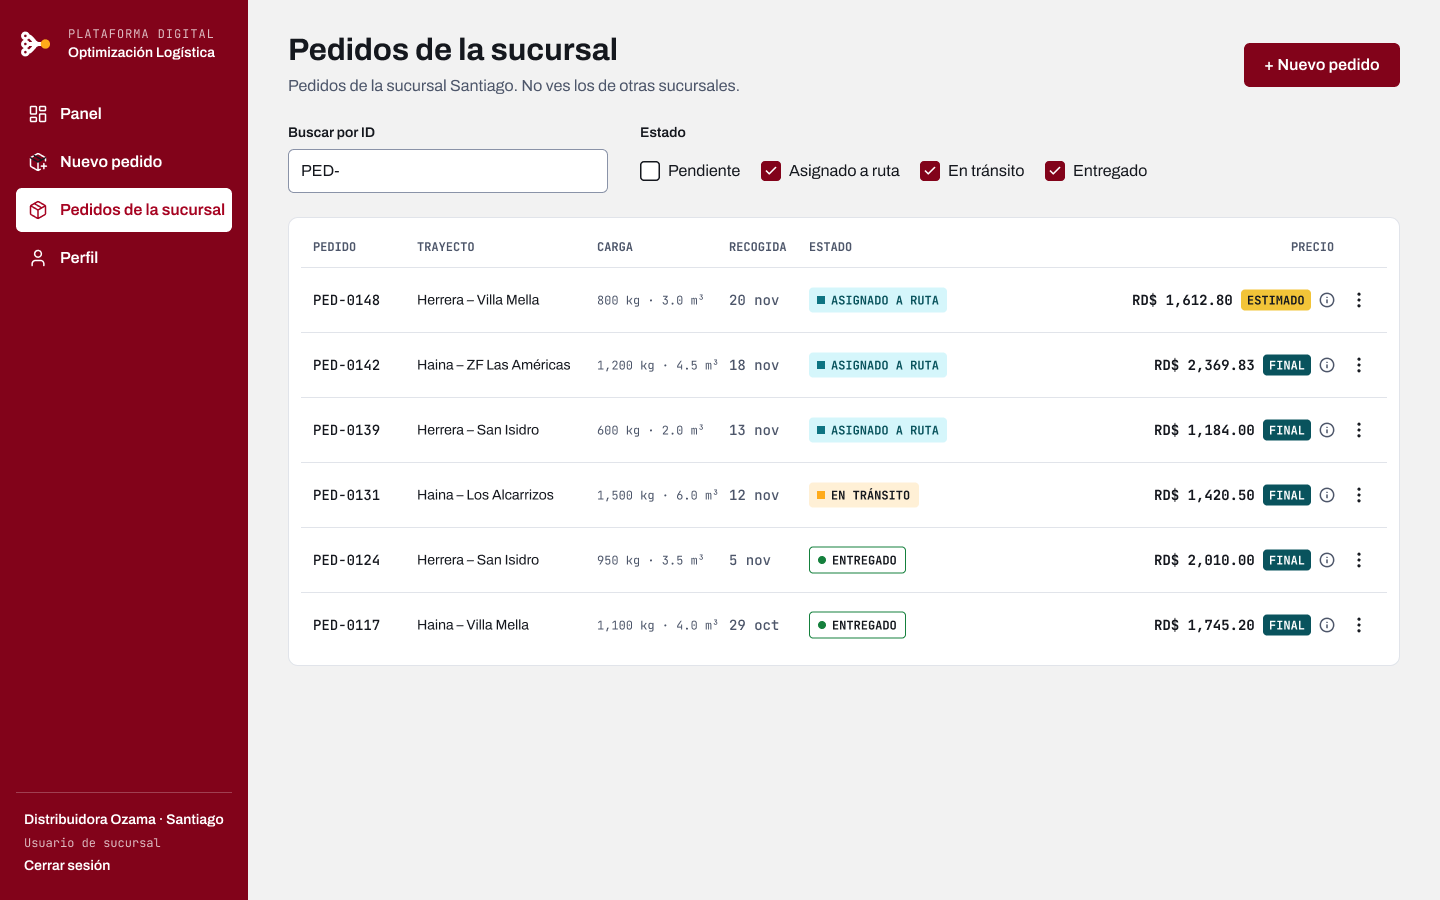 PLATAFORMA DIGITAL
Optimización Logística
Panel
Nuevo pedido
Pedidos de la sucursal
Perfil
Distribuidora Ozama · Santiago
Usuario de sucursal
Cerrar sesión
Pedidos de la sucursal
Pedidos de la sucursal Santiago. No ves los de otras sucursales.
+ Nuevo pedido
Buscar por ID
PED-
Estado
Pendiente Asignado a ruta En tránsito Entregado
PEDIDO TRAYECTO CARGA RECOGIDA ESTADO PRECIO
PED-0148 Herrera – Villa Mella 800 kg · 3.0 m³ 20 nov ASIGNADO A RUTA RD$ 1,612.80 ESTIMADO
PED-0142 Haina – ZF Las Américas 1,200 kg · 4.5 m³ 18 nov ASIGNADO A RUTA RD$ 2,369.83 FINAL
PED-0139 Herrera – San Isidro 600 kg · 2.0 m³ 13 nov ASIGNADO A RUTA RD$ 1,184.00 FINAL
PED-0131 Haina – Los Alcarrizos 1,500 kg · 6.0 m³ 12 nov EN TRÁNSITO RD$ 1,420.50 FINAL
PED-0124 Herrera – San Isidro 950 kg · 3.5 m³ 5 nov ENTREGADO RD$ 2,010.00 FINAL
PED-0117 Haina – Villa Mella 1,100 kg · 4.0 m³ 29 oct ENTREGADO RD$ 1,745.20 FINAL